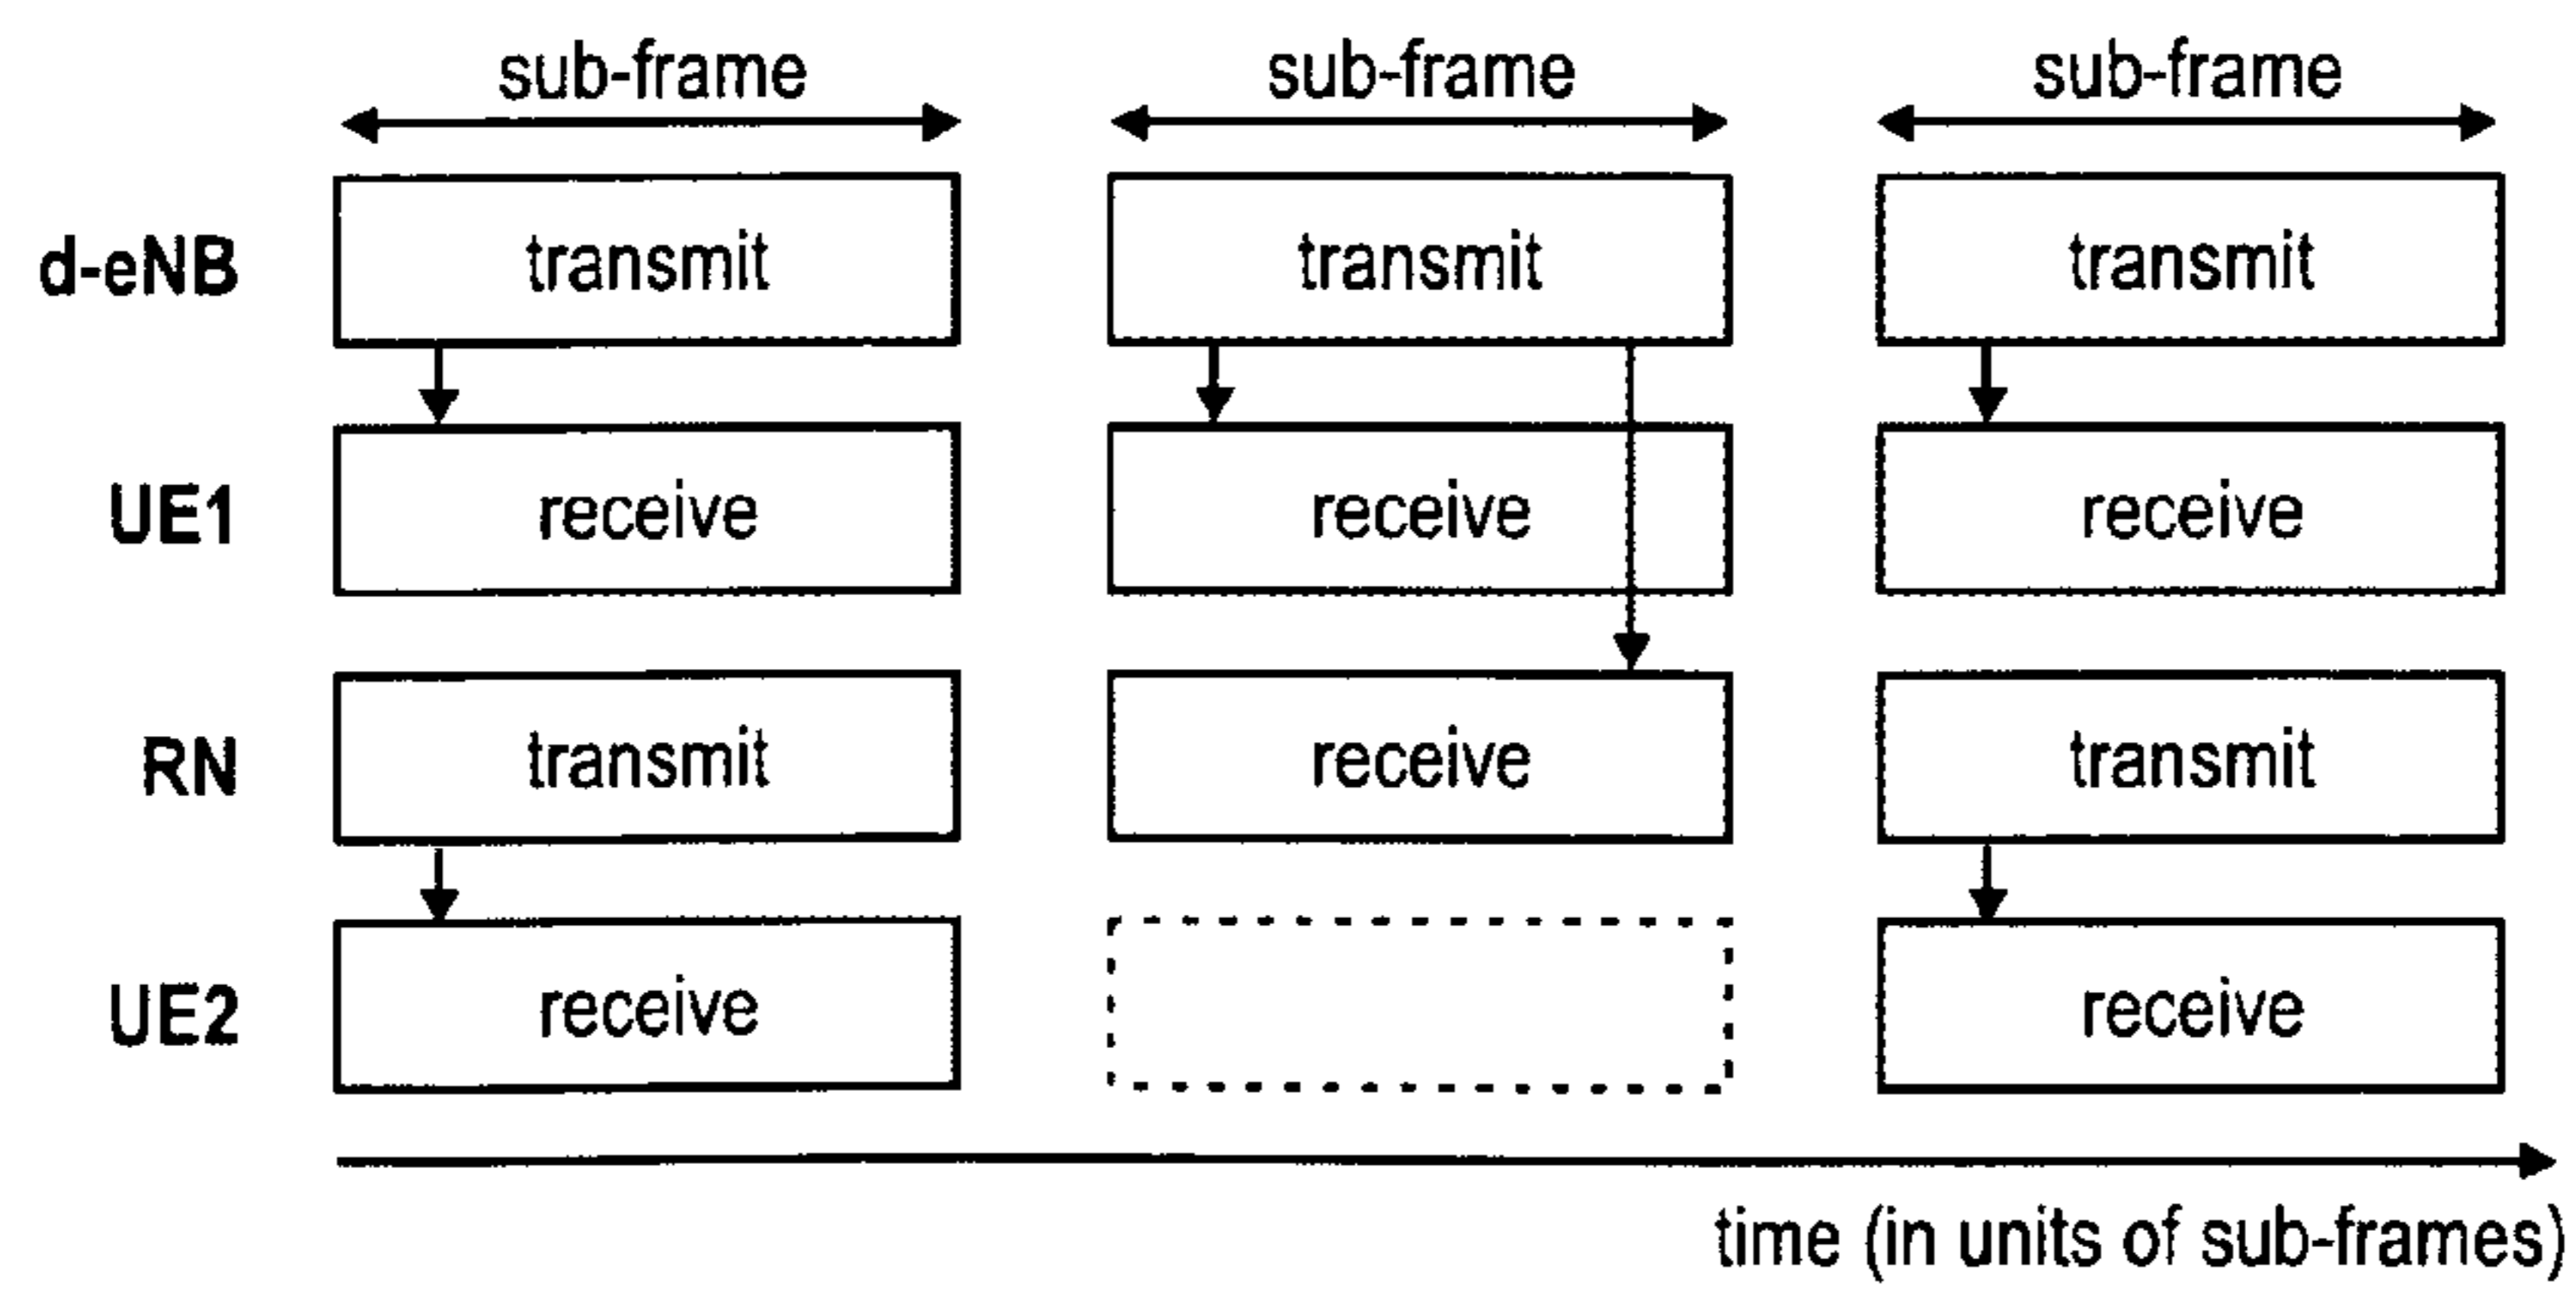 sub-frame sub-frame sub-frame
d-eNB transmit transmit transmit
UE1 receive receive receive
RN transmit receive transmit
UE2 receive receive
time (in units of sub-frames)